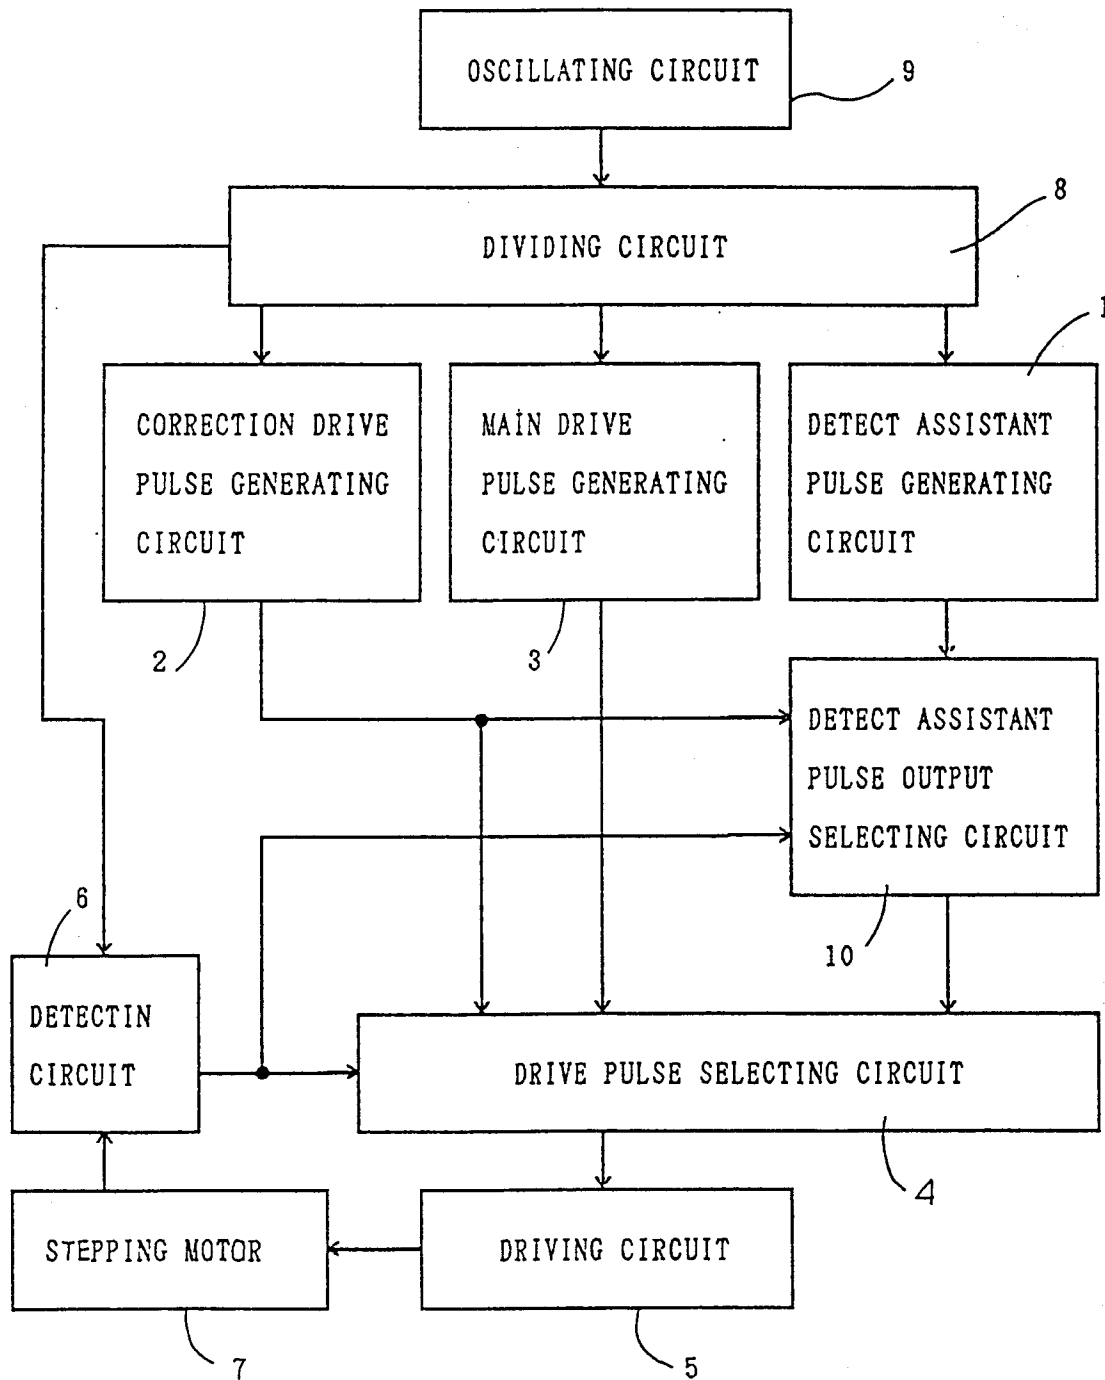 OSCILLATING CIRCUIT
9
DIVIDING CIRCUIT
8
1
CORRECTION DRIVE
PULSE GENERATING
CIRCUIT
2
MAIN DRIVE
PULSE GENERATING
CIRCUIT
3
DETECT ASSISTANT
PULSE GENERATING
CIRCUIT
DETECT ASSISTANT
PULSE OUTPUT
SELECTING CIRCUIT
10
6
DETECTIN
CIRCUIT
DRIVE PULSE SELECTING CIRCUIT
4
STEPPING MOTOR
7
DRIVING CIRCUIT
5